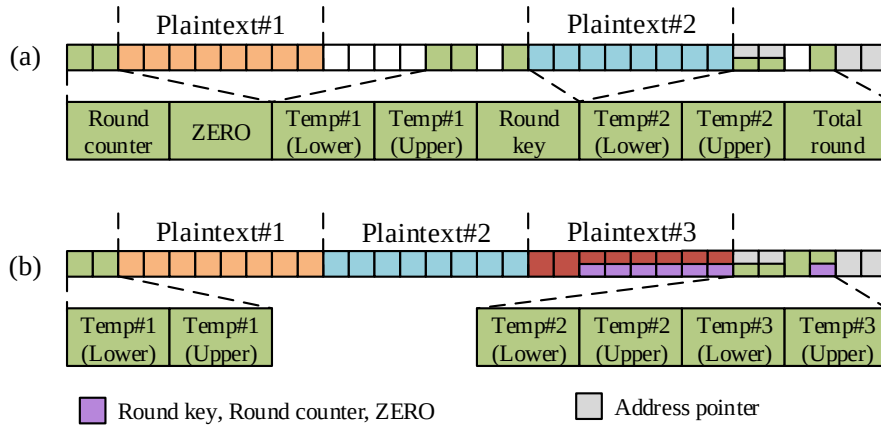 Plaintext#1 Plaintext#2
(a)
Round counter ZERO Temp#1 (Lower) Temp#1 (Upper) Round key Temp#2 (Lower) Temp#2 (Upper) Total round
Plaintext#1 Plaintext#2 Plaintext#3
(b)
Temp#1 (Lower) Temp#1 (Upper) Temp#2 (Lower) Temp#2 (Upper) Temp#3 (Lower) Temp#3 (Upper)
Round key, Round counter, ZERO Address pointer